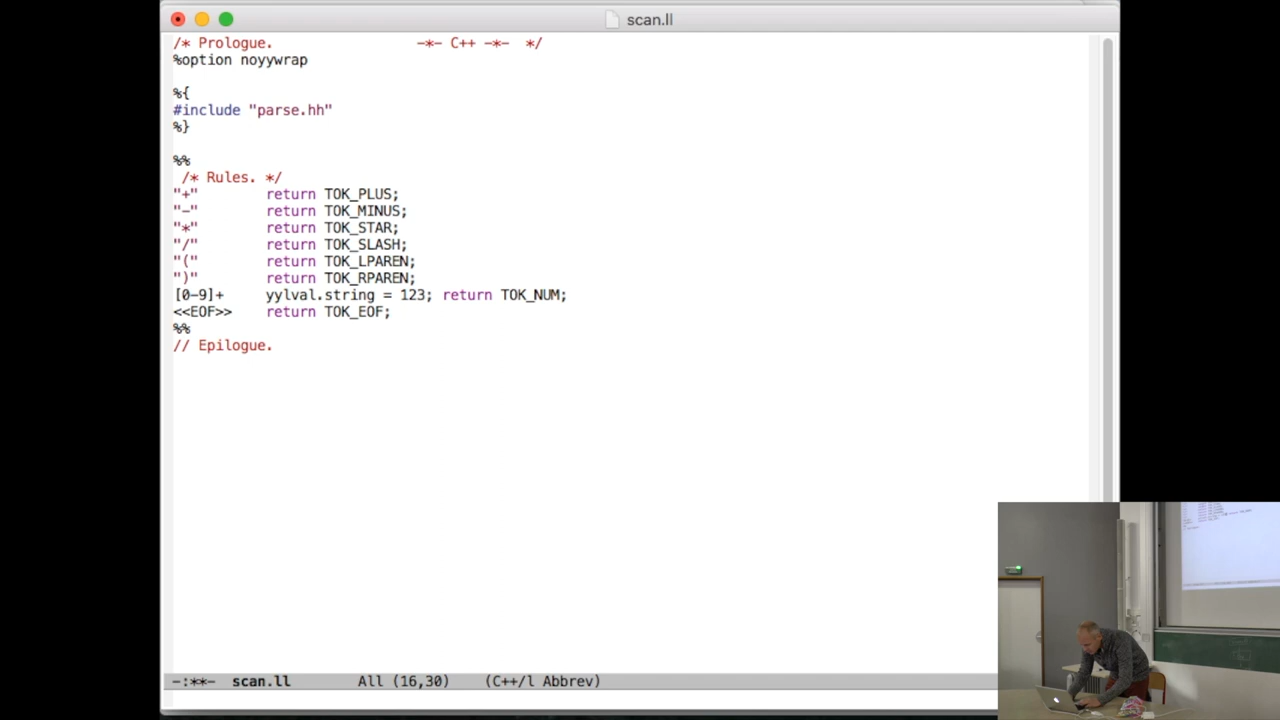 scan.ll
/* Prologue. -*- C++ -*- */
%option noyywrap
%{
#include "parse.hh"
%}
%%
/* Rules. */
"+" return TOK_PLUS;
"-" return TOK_MINUS;
"*" return TOK_STAR;
"/" return TOK_SLASH;
"(" return TOK_LPAREN;
")" return TOK_RPAREN;
[0-9]+ yylval.string = 123; return TOK_NUM;
<<EOF>> return TOK_EOF;
%%
// Epilogue.
-:**- scan.ll All (16,30) (C++/l Abbrev)